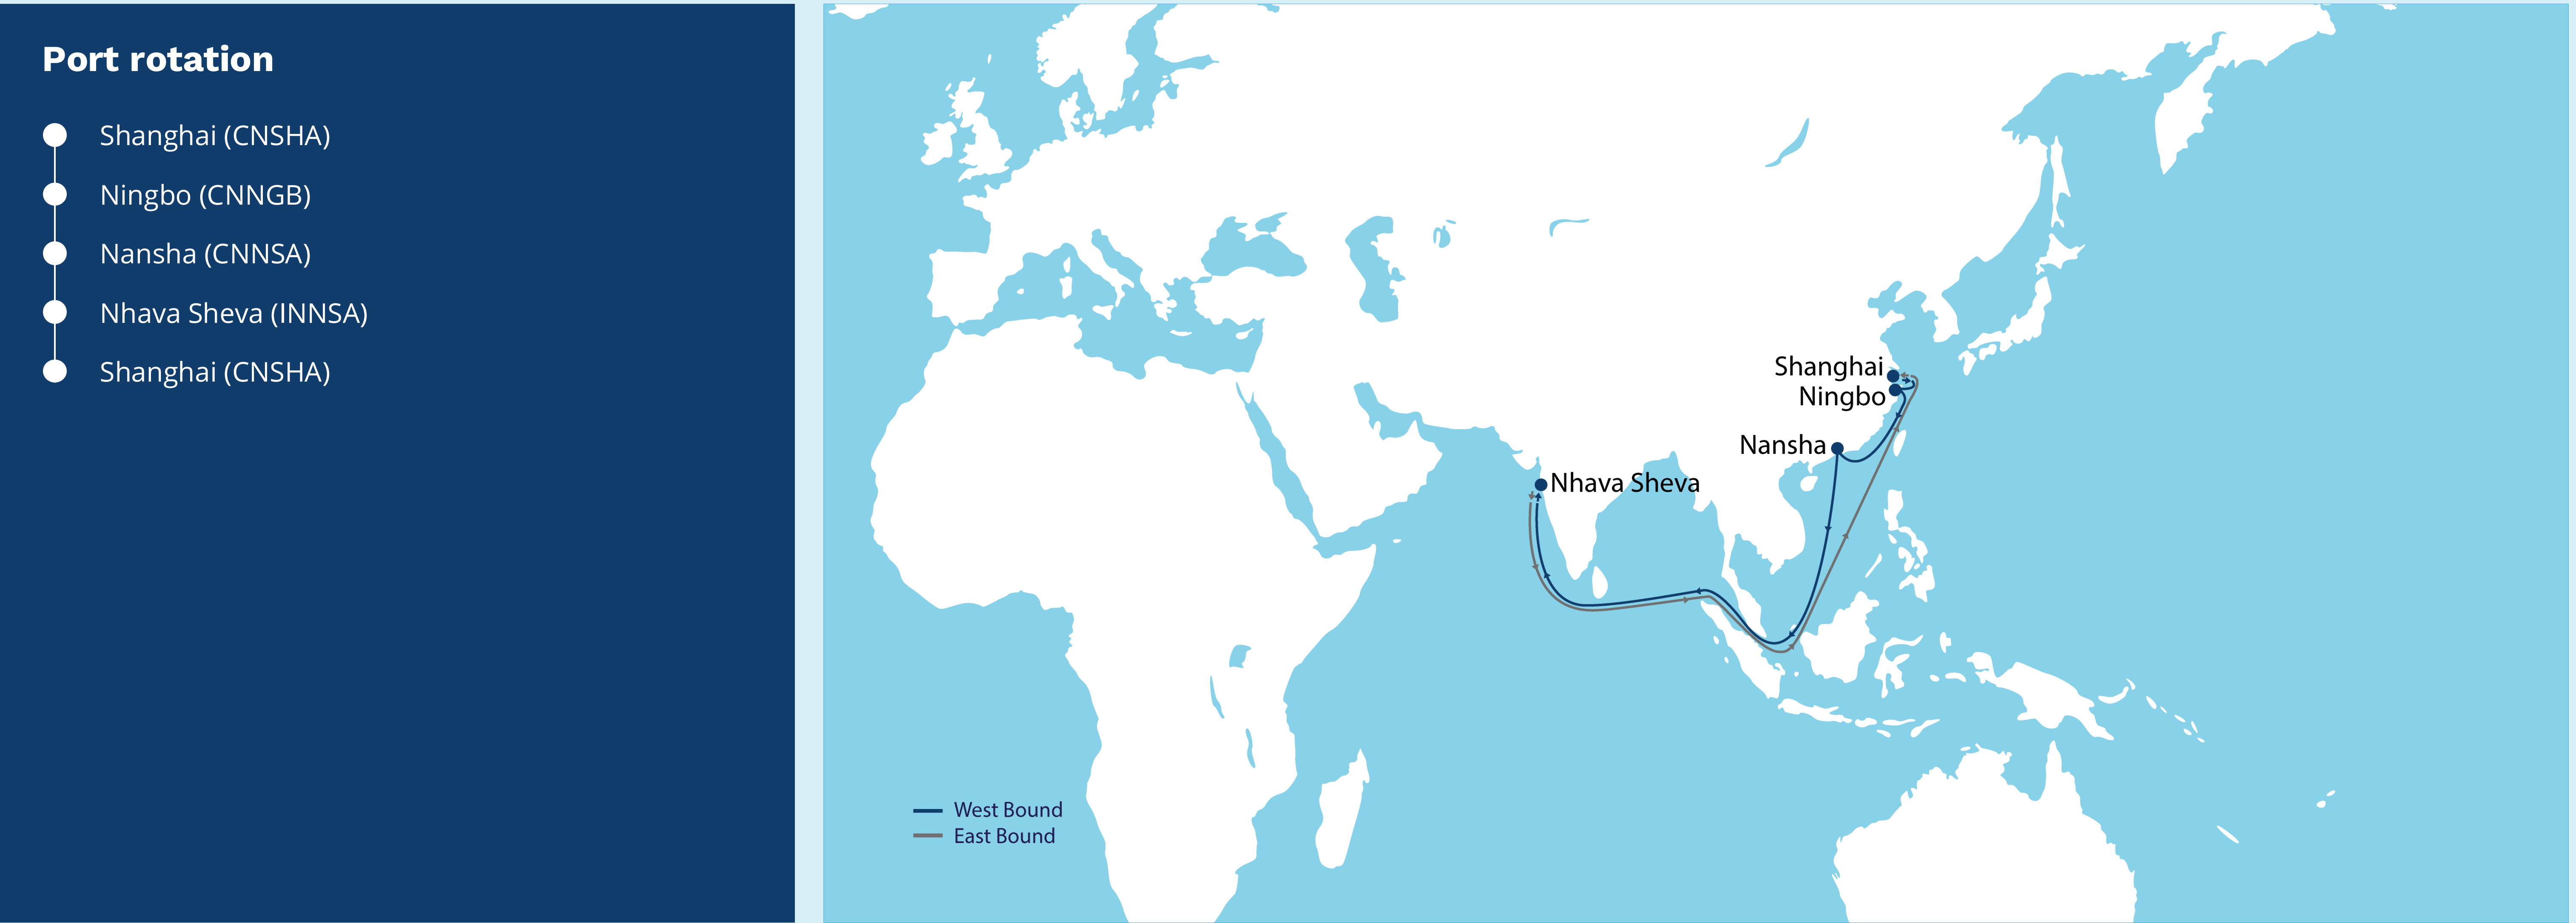 Port rotation
Shanghai (CNSHA)
Ningbo (CNNGB)
Nansha (CNNSA)
Nhava Sheva (INNSA)
Shanghai (CNSHA)
Shanghai
Ningbo
Nansha
Nhava Sheva
West Bound
East Bound